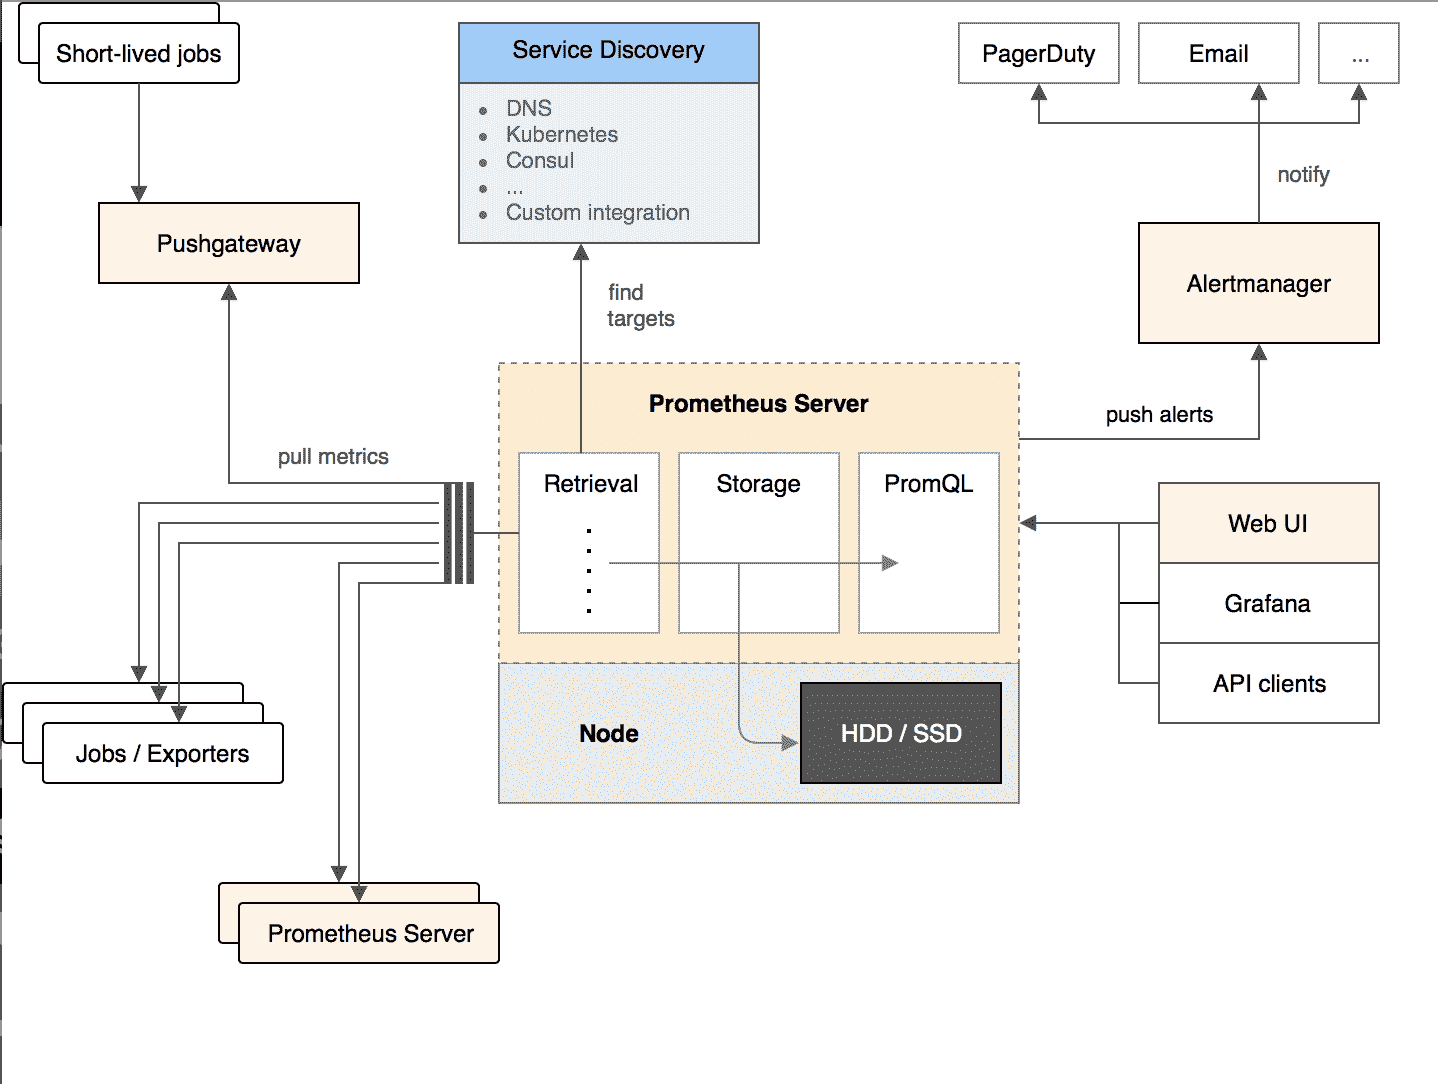 Short-lived jobs
Service Discovery
PagerDuty
Email
...
DNS
Kubernetes
Consul
...
Custom integration
notify
Pushgateway
Alertmanager
find
targets
Prometheus Server
push alerts
pull metrics
Retrieval
Storage
PromQL
Web UI
Grafana
API clients
Node
HDD / SSD
Jobs / Exporters
Prometheus Server